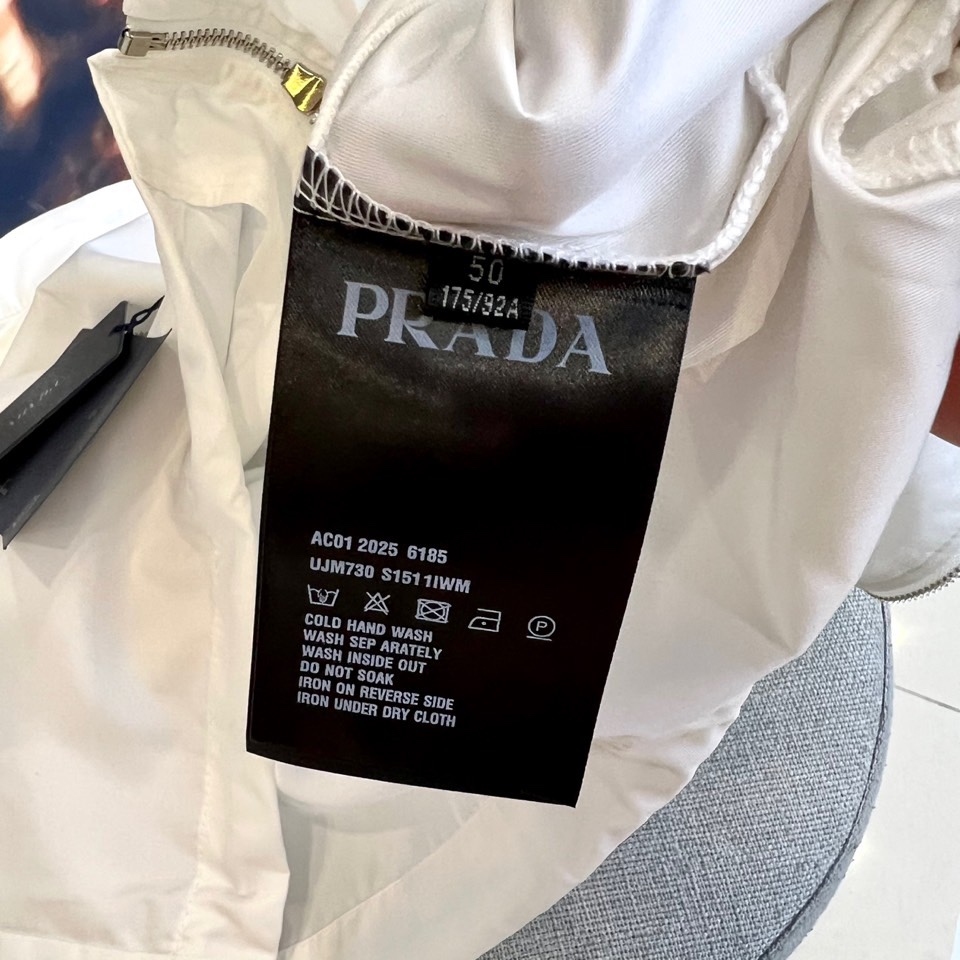 50
175/92A
PRADA
AC01 2025 6185
UJM730 S1511IWM
COLD HAND WASH
WASH SEP ARATELY
WASH INSIDE OUT
DO NOT SOAK
IRON ON REVERSE SIDE
IRON UNDER DRY CLOTH